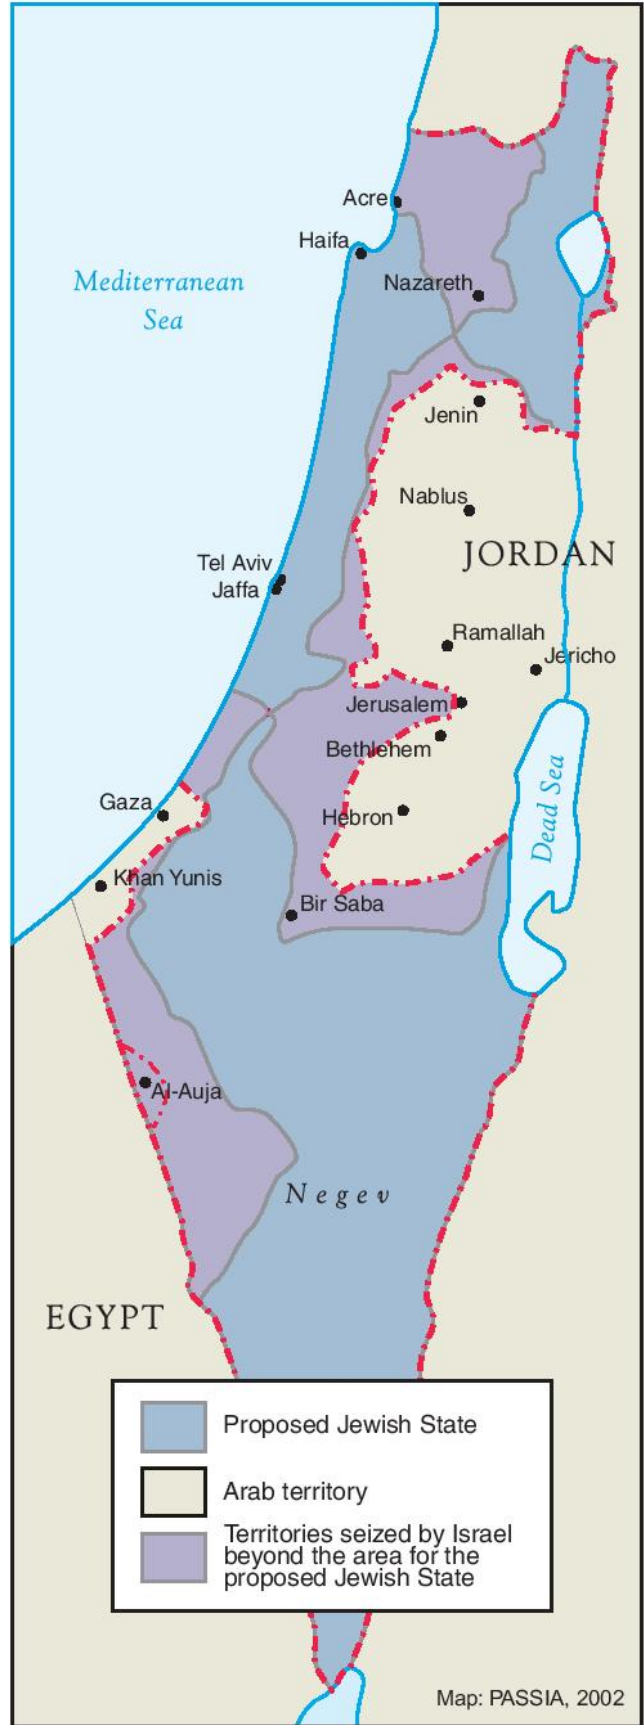 Acre
Haifa
Mediterranean
Sea
Nazareth
Jenin
Nablus
JORDAN
Tel Aviv
Jaffa
Ramallah
Jericho
Jerusalem
Bethlehem
Gaza
Hebron
Dead Sea
Khan Yunis
Bir Saba
Al-Auja
Negev
EGYPT
Proposed Jewish State
Arab territory
Territories seized by Israel
beyond the area for the
proposed Jewish State
Map: PASSIA, 2002